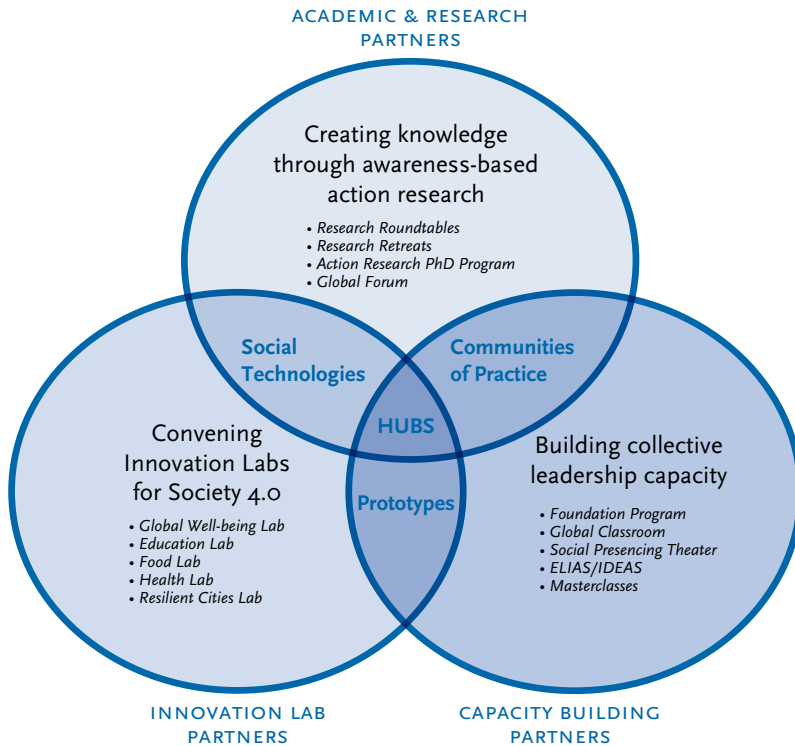 ACADEMIC & RESEARCH
PARTNERS
Creating knowledge
through awareness-based
action research
• Research Roundtables
• Research Retreats
• Action Research PhD Program
• Global Forum
Social
Technologies
Communities
of Practice
HUBS
Convening
Innovation Labs
for Society 4.0
• Global Well-being Lab
• Education Lab
• Food Lab
• Health Lab
• Resilient Cities Lab
Prototypes
Building collective
leadership capacity
• Foundation Program
• Global Classroom
• Social Presencing Theater
• ELIAS/IDEAS
• Masterclasses
INNOVATION LAB
PARTNERS
CAPACITY BUILDING
PARTNERS